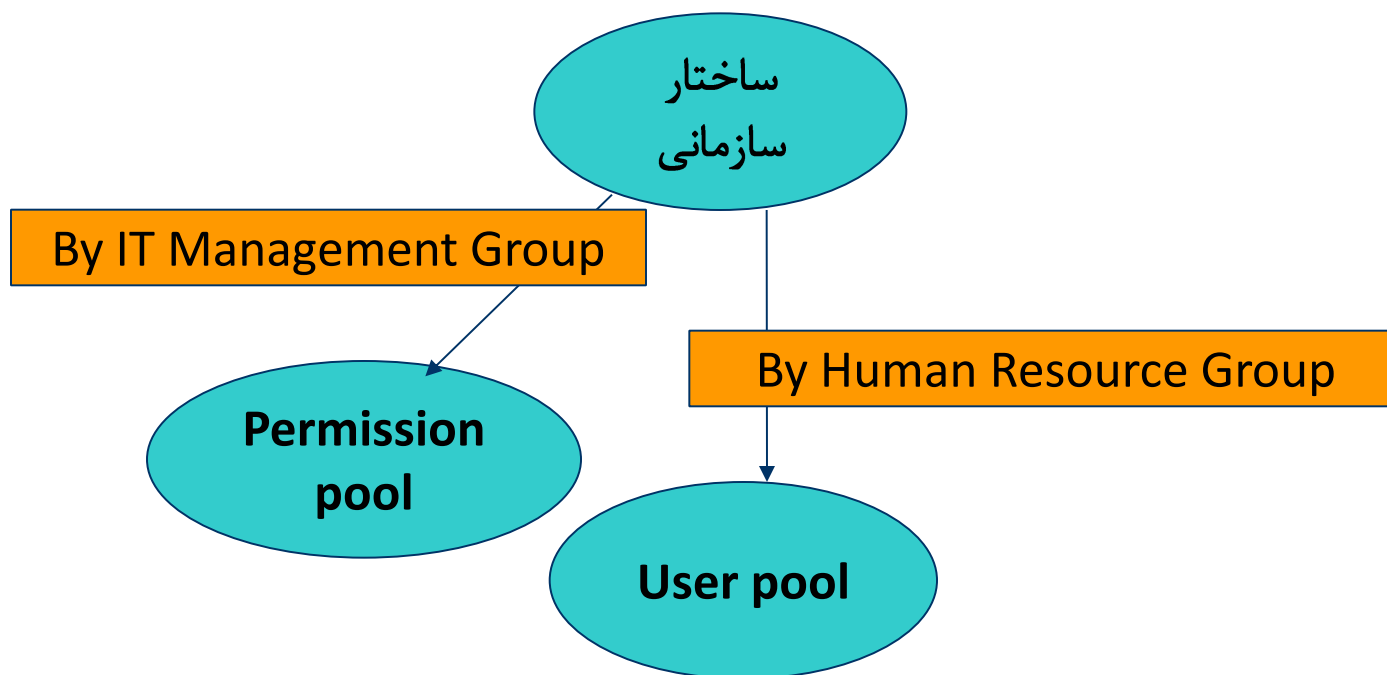 ساختار
سازمانی
By IT Management Group
By Human Resource Group
Permission
pool
User pool